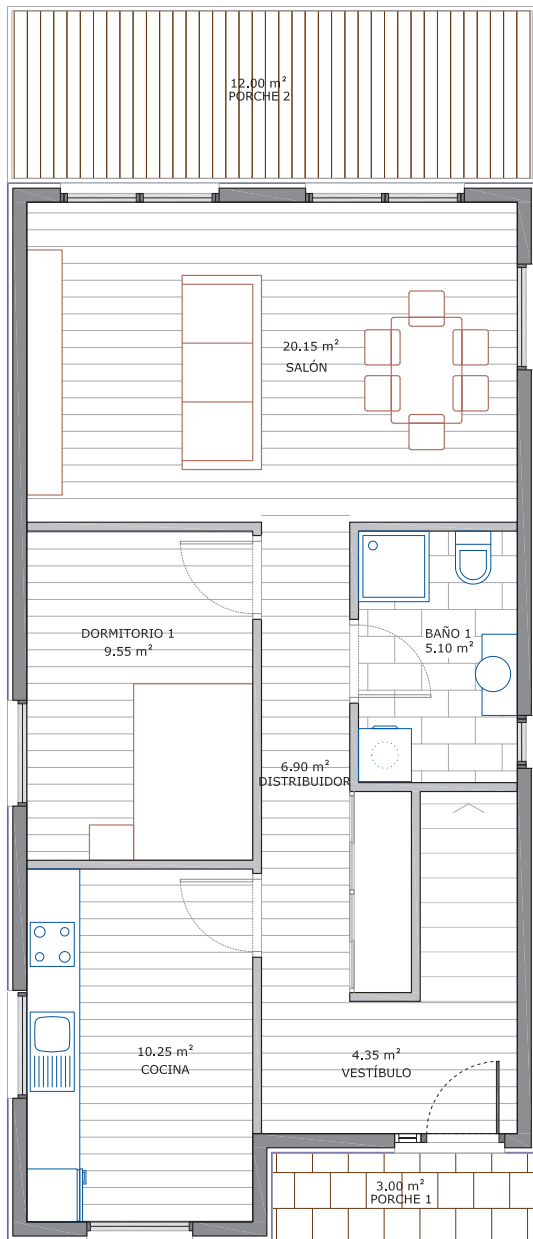 12.00 m²
PORCHE 2
20.15 m²
SALÓN
DORMITORIO 1
9.55 m²
BAÑO 1
5.10 m²
6.90 m²
DISTRIBUIDOR
10.25 m²
COCINA
4.35 m²
VESTÍBULO
3.00 m²
PORCHE 1